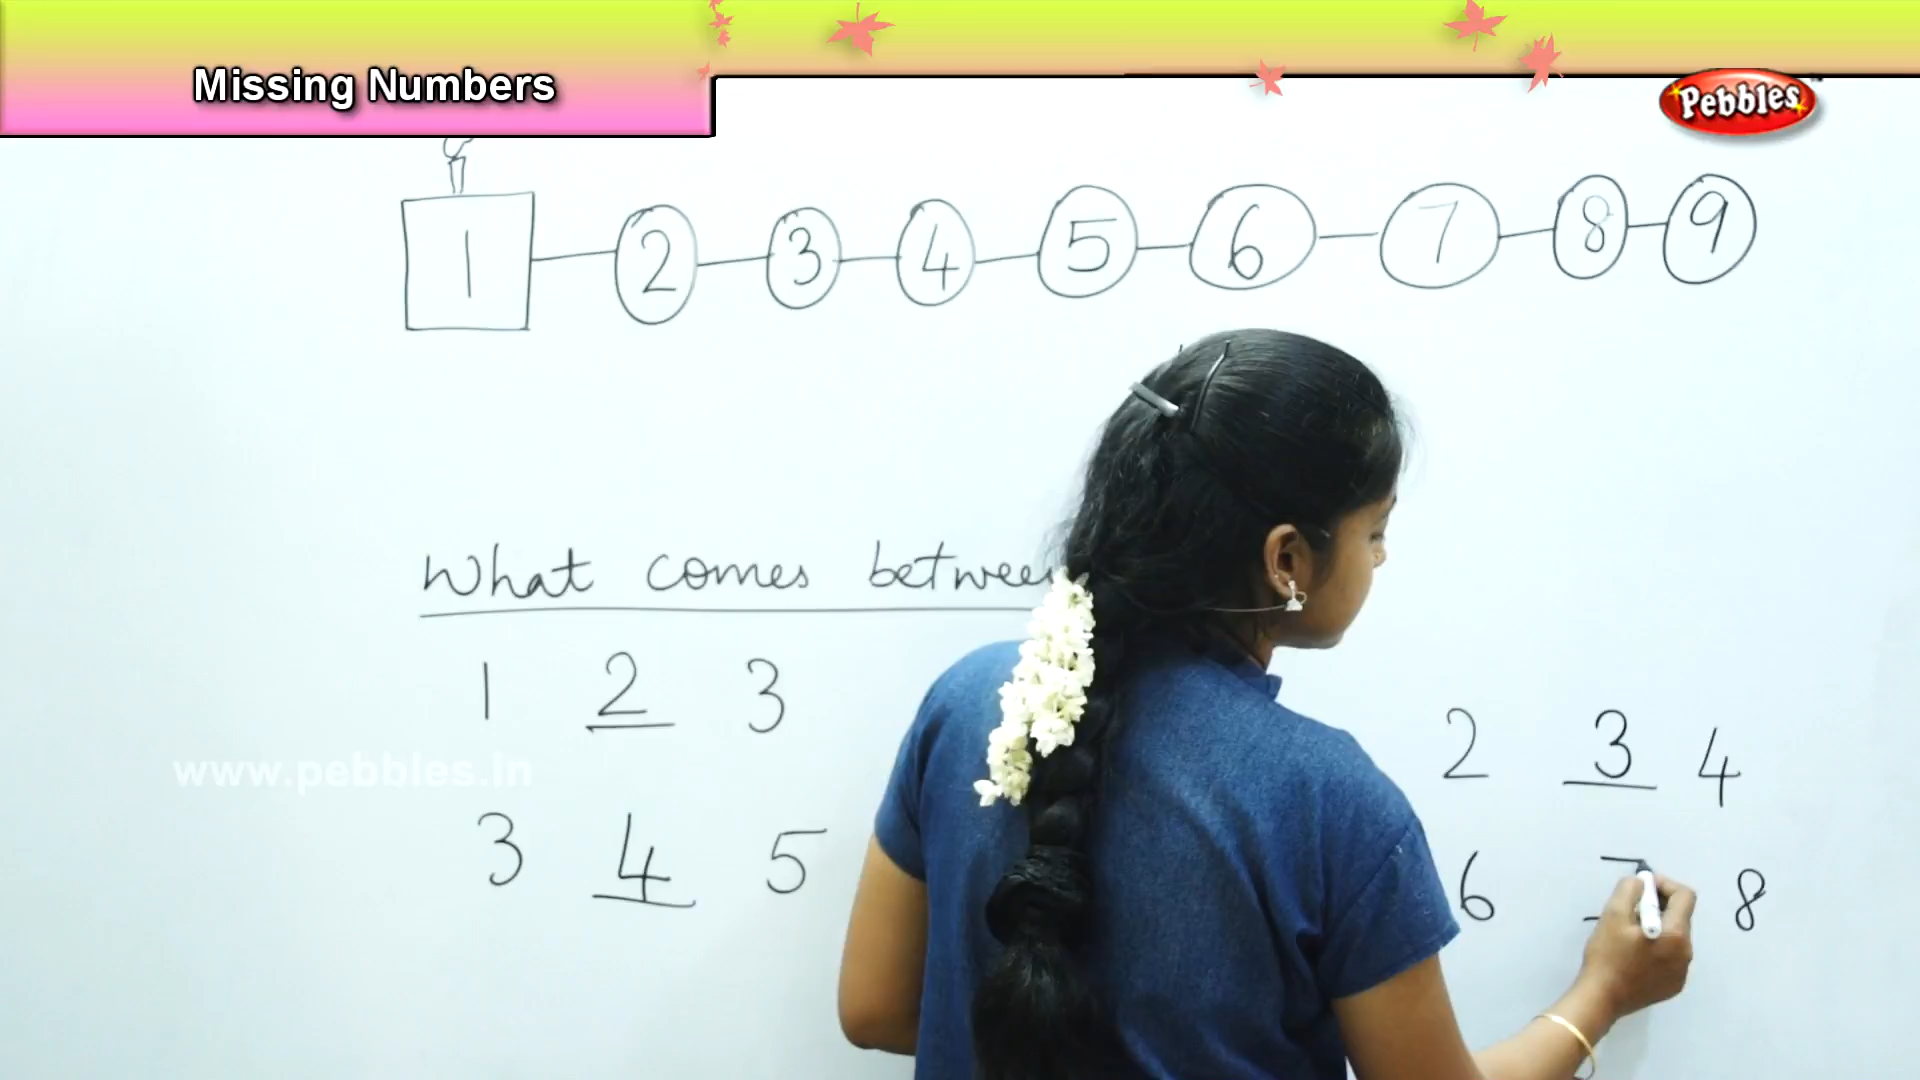 Missing Numbers
Pebbles
1 2 3 4 5 6 7 8 9
What comes between
1 2 3
2 3 4
www.pebbles.in
3 4 5
6 7 8